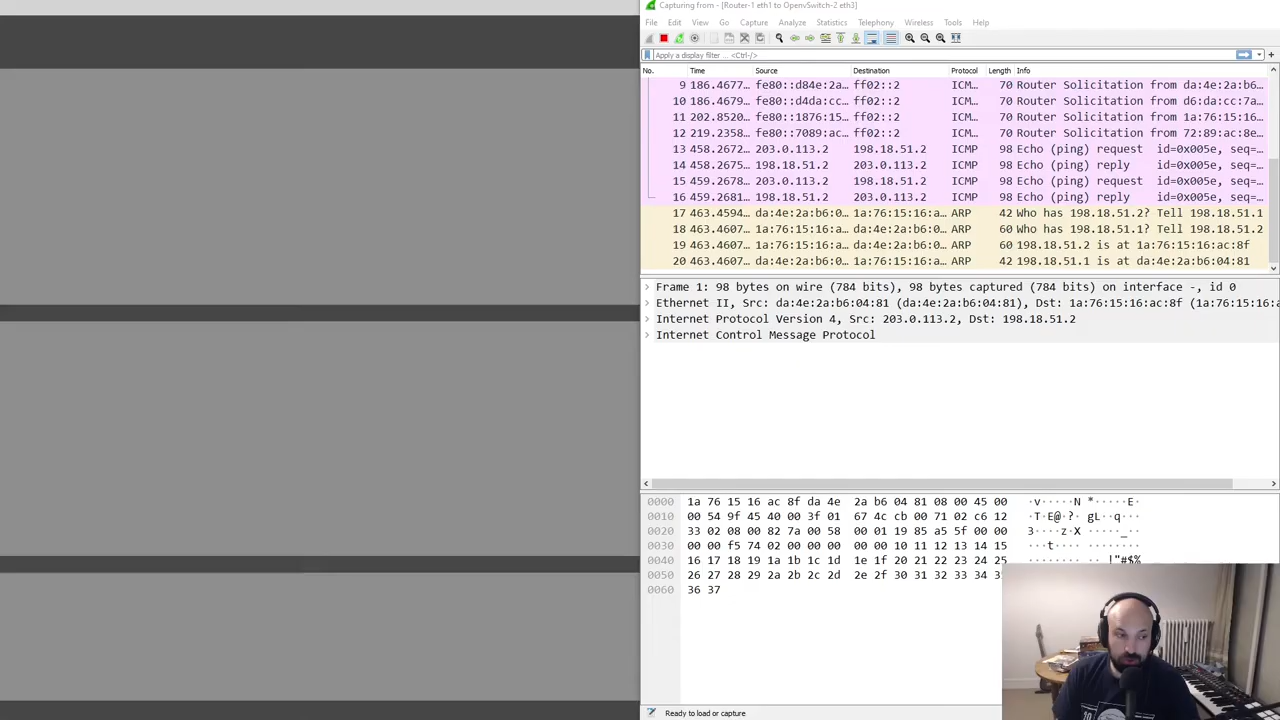 Capturing from - [Router-1 eth1 to OpenvSwitch-2 eth3]
File Edit View Go Capture Analyze Statistics Telephony Wireless Tools Help
Apply a display filter ... <Ctrl-/>
No. Time Source Destination Protocol Length Info
9 186.4677… fe80::d84e:2a… ff02::2 ICM… 70 Router Solicitation from da:4e:2a:b6…
10 186.4679… fe80::d4da:cc… ff02::2 ICM… 70 Router Solicitation from d6:da:cc:7a…
11 202.8520… fe80::1876:15… ff02::2 ICM… 70 Router Solicitation from 1a:76:15:16…
12 219.2358… fe80::7089:ac… ff02::2 ICM… 70 Router Solicitation from 72:89:ac:8e…
13 458.2672… 203.0.113.2 198.18.51.2 ICMP 98 Echo (ping) request id=0x005e, seq=…
14 458.2675… 198.18.51.2 203.0.113.2 ICMP 98 Echo (ping) reply id=0x005e, seq=…
15 459.2678… 203.0.113.2 198.18.51.2 ICMP 98 Echo (ping) request id=0x005e, seq=…
16 459.2681… 198.18.51.2 203.0.113.2 ICMP 98 Echo (ping) reply id=0x005e, seq=…
17 463.4594… da:4e:2a:b6:0… 1a:76:15:16:a… ARP 42 Who has 198.18.51.2? Tell 198.18.51.1
18 463.4607… 1a:76:15:16:a… da:4e:2a:b6:0… ARP 60 Who has 198.18.51.1? Tell 198.18.51.2
19 463.4607… 1a:76:15:16:a… da:4e:2a:b6:0… ARP 60 198.18.51.2 is at 1a:76:15:16:ac:8f
20 463.4607… da:4e:2a:b6:0… 1a:76:15:16:a… ARP 42 198.18.51.1 is at da:4e:2a:b6:04:81
Frame 1: 98 bytes on wire (784 bits), 98 bytes captured (784 bits) on interface -, id 0
Ethernet II, Src: da:4e:2a:b6:04:81 (da:4e:2a:b6:04:81), Dst: 1a:76:15:16:ac:8f (1a:76:15:16:a
Internet Protocol Version 4, Src: 203.0.113.2, Dst: 198.18.51.2
Internet Control Message Protocol
0000 1a 76 15 16 ac 8f da 4e 2a b6 04 81 08 00 45 00 ·v·····N *·····E·
0010 00 54 9f 45 40 00 3f 01 67 4c cb 00 71 02 c6 12 ·T·E@·?· gL··q···
0020 33 02 08 00 82 7a 00 58 00 01 19 85 a5 5f 00 00 3····z·X ·····_··
0030 00 00 f5 74 02 00 00 00 00 00 10 11 12 13 14 15 ···t···· ········
0040 16 17 18 19 1a 1b 1c 1d 1e 1f 20 21 22 23 24 25 ········ ·· !"#$%
0050 26 27 28 29 2a 2b 2c 2d 2e 2f 30 31 32 33 34 3
0060 36 37
Ready to load or capture